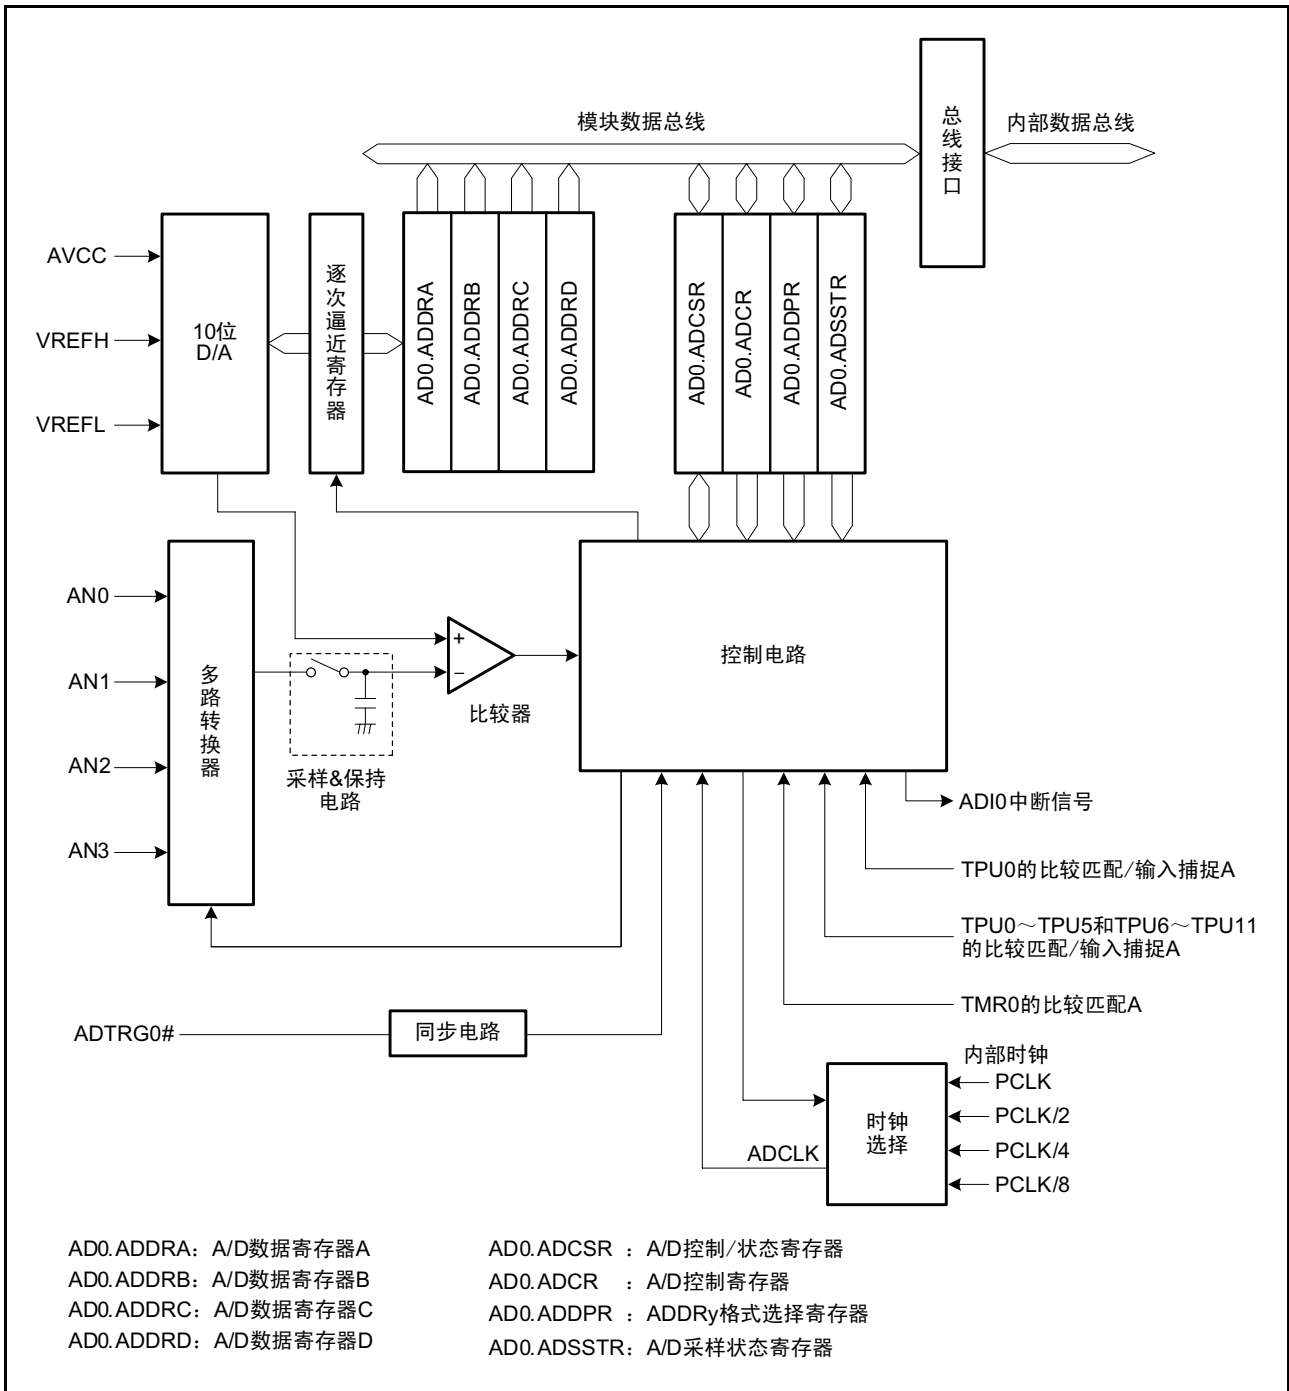 模块数据总线
总线接口
内部数据总线
AVCC
VREFH
VREFL
10位
D/A
逐次逼近寄存器
AD0.ADDRA
AD0.ADDRB
AD0.ADDRC
AD0.ADDRD
AD0.ADCSR
AD0.ADCR
AD0.ADDPR
AD0.ADSSTR
AN0
AN1
AN2
AN3
多路转换器
采样&保持
电路
+
−
比较器
控制电路
ADI0中断信号
TPU0的比较匹配/输入捕捉A
TPU0～TPU5和TPU6～TPU11
的比较匹配/输入捕捉A
TMR0的比较匹配A
ADTRG0#
同步电路
内部时钟
PCLK
PCLK/2
PCLK/4
PCLK/8
时钟
选择
ADCLK
AD0.ADDRA：A/D数据寄存器A
AD0.ADDRB：A/D数据寄存器B
AD0.ADDRC：A/D数据寄存器C
AD0.ADDRD：A/D数据寄存器D
AD0.ADCSR ：A/D控制/状态寄存器
AD0.ADCR ：A/D控制寄存器
AD0.ADDPR ：ADDRy格式选择寄存器
AD0.ADSSTR：A/D采样状态寄存器